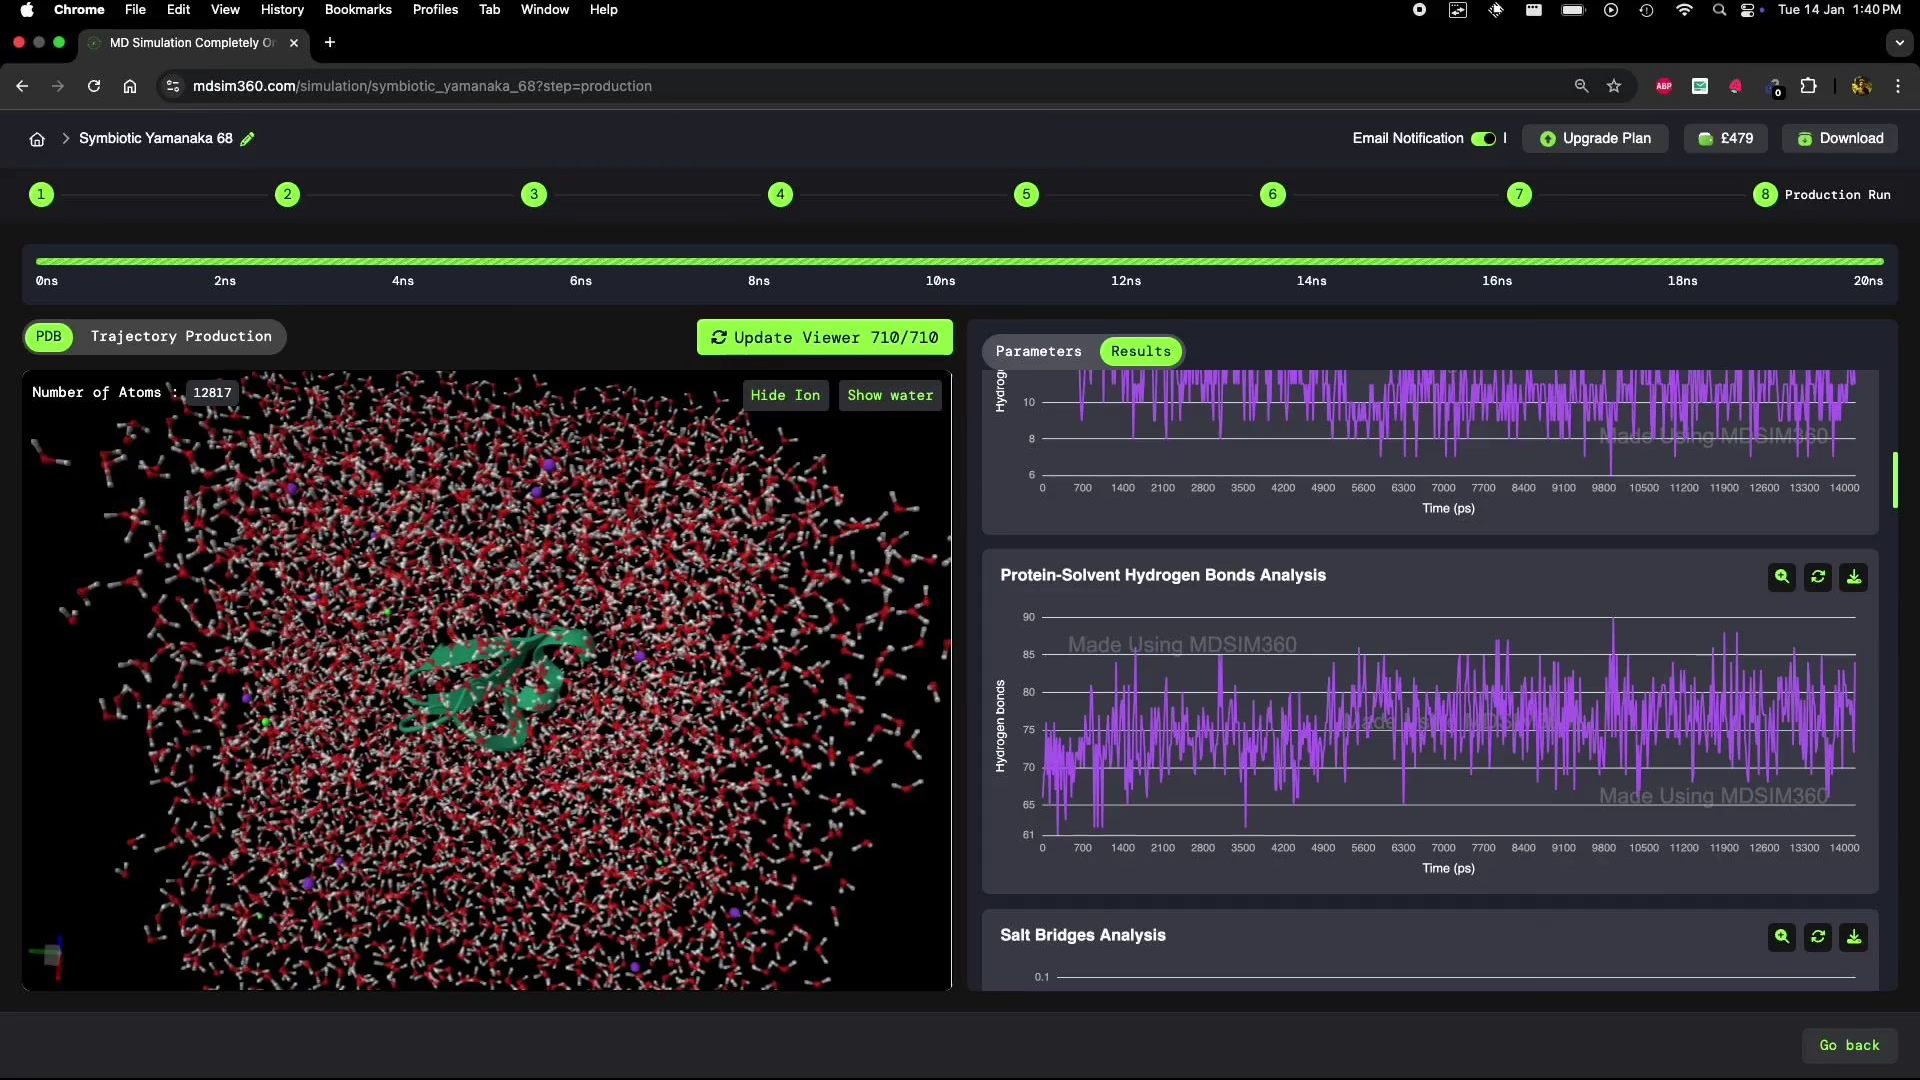 Chrome File Edit View History Bookmarks Profiles Tab Window Help Tue 14 Jan 1:40 PM
MD Simulation Completely On
mdsim360.com/simulation/symbiotic_yamanaka_68?step=production
ABP
0
Symbiotic Yamanaka 68
Email Notification
Upgrade Plan
£479
Download
1 2 3 4 5 6 7 8 Production Run
0ns 2ns 4ns 6ns 8ns 10ns 12ns 14ns 16ns 18ns 20ns
PDB Trajectory Production
Update Viewer 710/710
Number of Atoms : 12817
Hide Ion
Show water
Parameters Results
Hydrog
10
8
6
Made Using MDSIM360
0 700 1400 2100 2800 3500 4200 4900 5600 6300 7000 7700 8400 9100 9800 10500 11200 11900 12600 13300 14000
Time (ps)
Protein-Solvent Hydrogen Bonds Analysis
Hydrogen bonds
90
85
80
75
70
65
61
Made Using MDSIM360
Made Using MDSIM360
0 700 1400 2100 2800 3500 4200 4900 5600 6300 7000 7700 8400 9100 9800 10500 11200 11900 12600 13300 14000
Time (ps)
Salt Bridges Analysis
0.1
Go back